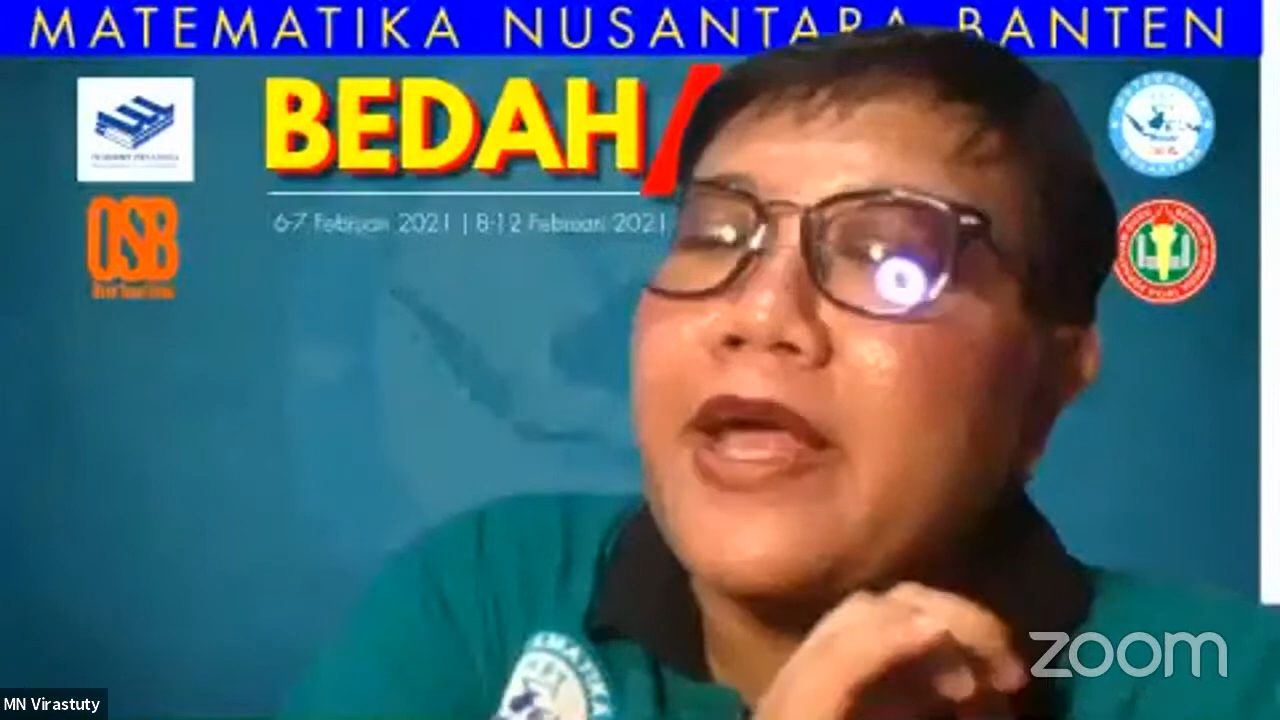 MATEMATIKA NUSANTARA BANTEN
BEDAH
6-7 Februari 2021 | 8-12 Februari 2021
OSB
zoom
MN Virastuty